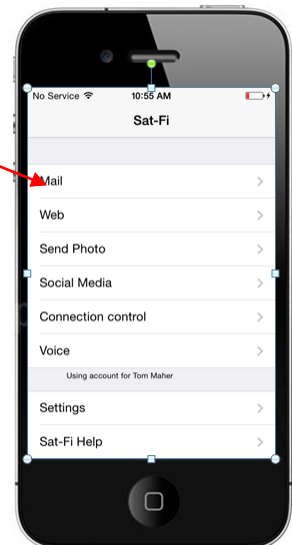 No Service 10:55 AM
Sat-Fi
Mail
Web
Send Photo
Social Media
Connection control
Voice
Using account for Tom Maher
Settings
Sat-Fi Help